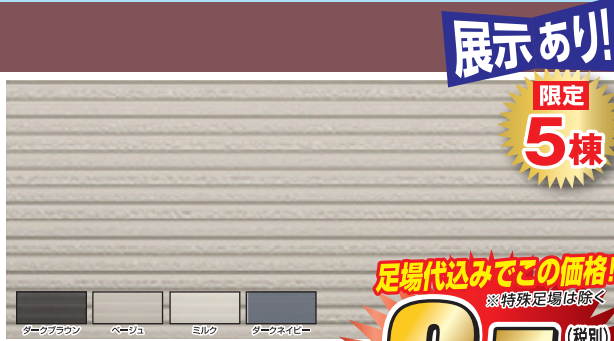 展示あり!
限定
5棟
足場代込みでこの価格!
※特殊足場は除く
(税別)
ダークブラウン
ベージュ
ミルク
ダークネイビー